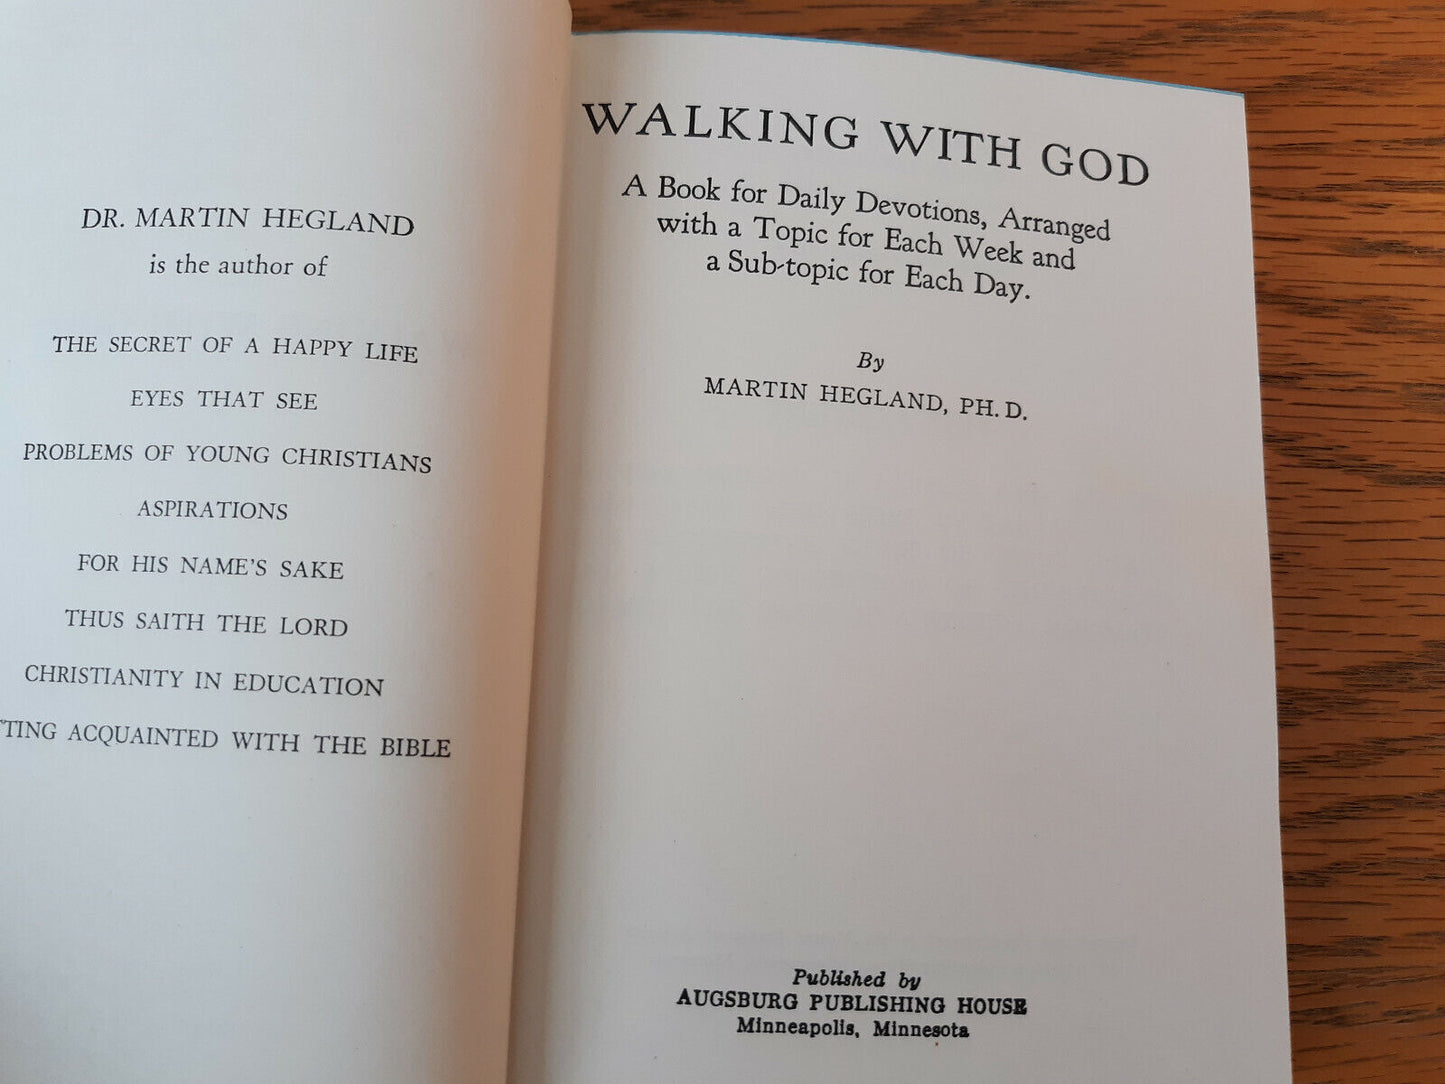 DR. MARTIN HEGLAND
is the author of
THE SECRET OF A HAPPY LIFE
EYES THAT SEE
PROBLEMS OF YOUNG CHRISTIANS
ASPIRATIONS
FOR HIS NAME'S SAKE
THUS SAITH THE LORD
CHRISTIANITY IN EDUCATION
TING ACQUAINTED WITH THE BIBLE
WALKING WITH GOD
A Book for Daily Devotions, Arranged
with a Topic for Each Week and
a Sub-topic for Each Day.
By
MARTIN HEGLAND, PH. D.
Published by
AUGSBURG PUBLISHING HOUSE
Minneapolis, Minnesota